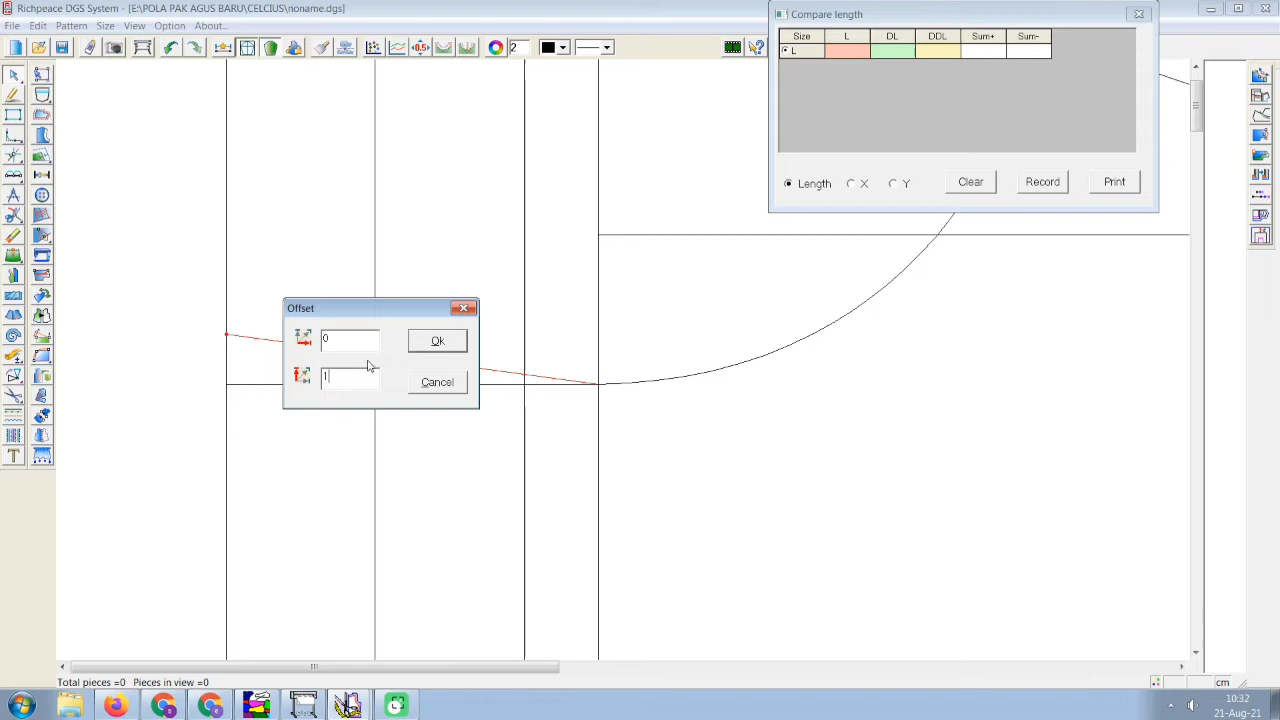 Richpeace DGS System - [E:\POLA PAK AGUS BARU\CELCIUS\noname.dgs]
File Edit Pattern Size View Option About...
2
Compare length
Size L DL DDL Sum+ Sum-
L
Length X Y Clear Record Print
Offset
0 Ok
1 Cancel
Total pieces =0 Pieces in view =0 cm
10:32
21-Aug-21